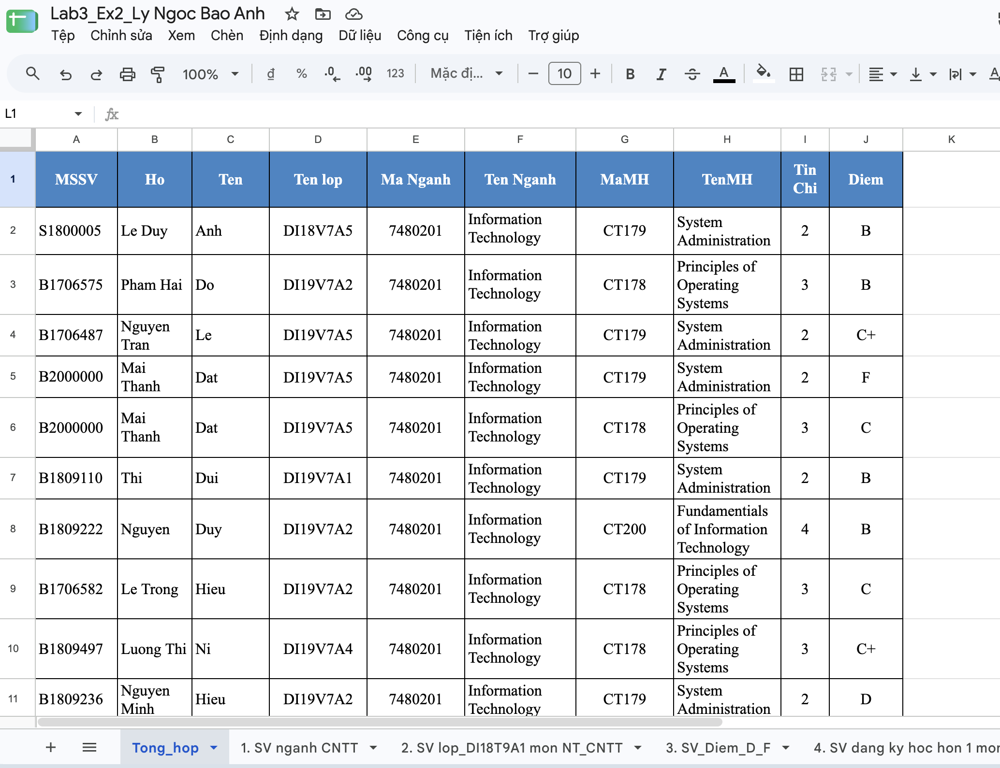 Lab3_Ex2_Ly Ngoc Bao Anh
Tệp Chỉnh sửa Xem Chèn Định dạng Dữ liệu Công cụ Tiện ích Trợ giúp
100% đ % .0 .00 123 Mặc đị... 10 B I S A
L1 fx
A B C D E F G H I J K
1 MSSV Ho Ten Ten lop Ma Nganh Ten Nganh MaMH TenMH Tin Chi Diem
2 S1800005 Le Duy Anh DI18V7A5 7480201 Information Technology CT179 System Administration 2 B
3 B1706575 Pham Hai Do DI19V7A2 7480201 Information Technology CT178 Principles of Operating Systems 3 B
4 B1706487 Nguyen Tran Le DI19V7A5 7480201 Information Technology CT179 System Administration 2 C+
5 B2000000 Mai Thanh Dat DI19V7A5 7480201 Information Technology CT179 System Administration 2 F
6 B2000000 Mai Thanh Dat DI19V7A5 7480201 Information Technology CT178 Principles of Operating Systems 3 C
7 B1809110 Thi Dui DI19V7A1 7480201 Information Technology CT179 System Administration 2 B
8 B1809222 Nguyen Duy DI19V7A2 7480201 Information Technology CT200 Fundamentials of Information Technology 4 B
9 B1706582 Le Trong Hieu DI19V7A2 7480201 Information Technology CT178 Principles of Operating Systems 3 C
10 B1809497 Luong Thi Ni DI19V7A4 7480201 Information Technology CT178 Principles of Operating Systems 3 C+
11 B1809236 Nguyen Minh Hieu DI19V7A2 7480201 Information Technology CT179 System Administration 2 D
Tong_hop 1. SV nganh CNTT 2. SV lop_DI18T9A1 mon NT_CNTT 3. SV_Diem_D_F 4. SV dang ky hoc hon 1 mon